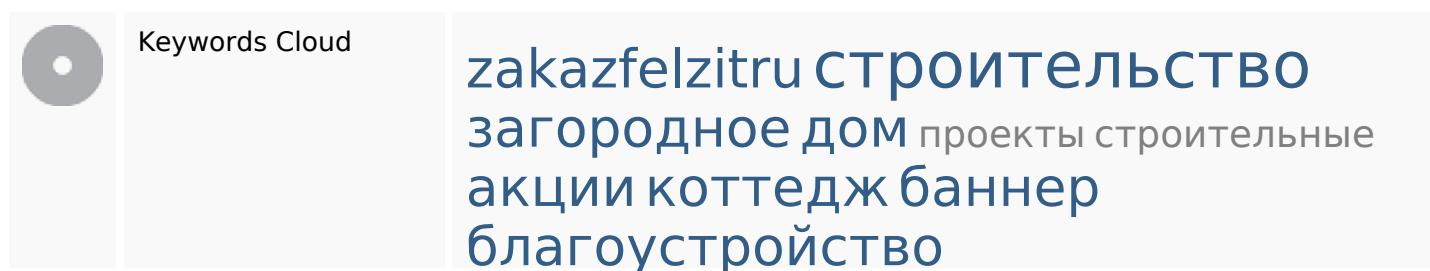 Keywords Cloud
zakazfelzitru строительство
загородное дом проекты строительные
акции коттедж баннер
благоустройство